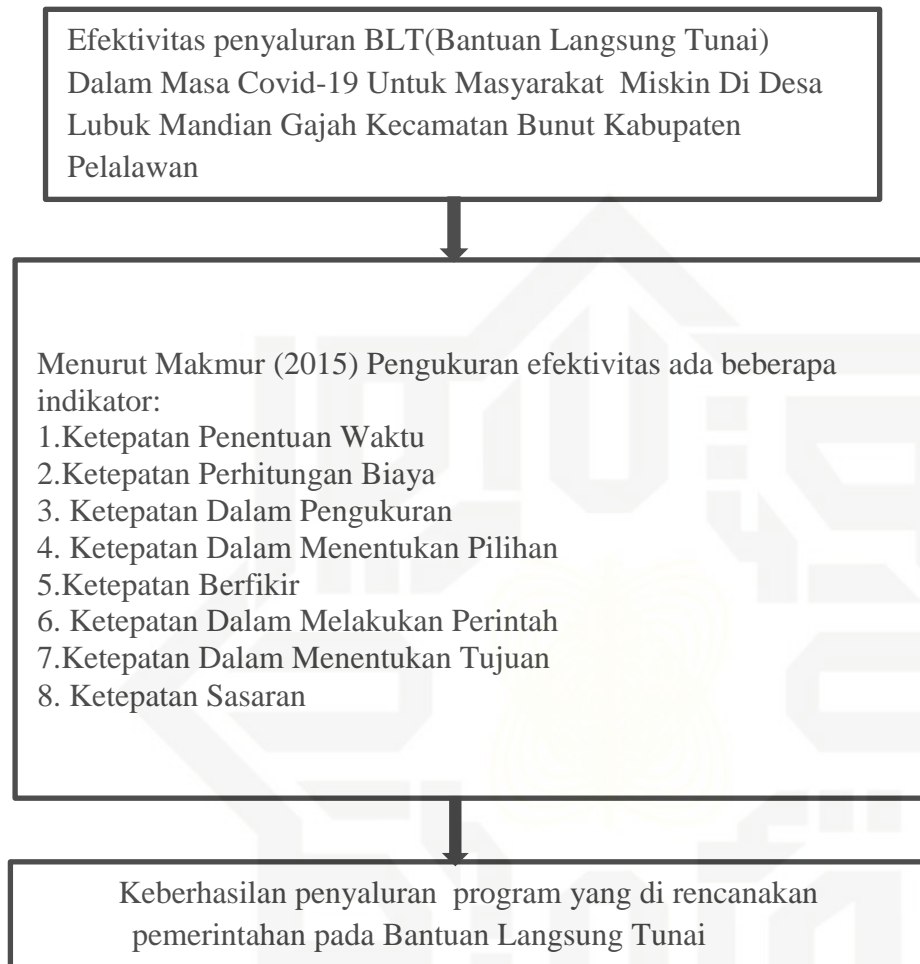 Efektivitas penyaluran BLT(Bantuan Langsung Tunai)
Dalam Masa Covid-19 Untuk Masyarakat Miskin Di Desa
Lubuk Mandian Gajah Kecamatan Bunut Kabupaten
Pelalawan
Menurut Makmur (2015) Pengukuran efektivitas ada beberapa
indikator:
1.Ketepatan Penentuan Waktu
2.Ketepatan Perhitungan Biaya
3. Ketepatan Dalam Pengukuran
4. Ketepatan Dalam Menentukan Pilihan
5.Ketepatan Berfikir
6. Ketepatan Dalam Melakukan Perintah
7.Ketepatan Dalam Menentukan Tujuan
8. Ketepatan Sasaran
Keberhasilan penyaluran program yang di rencanakan
pemerintahan pada Bantuan Langsung Tunai